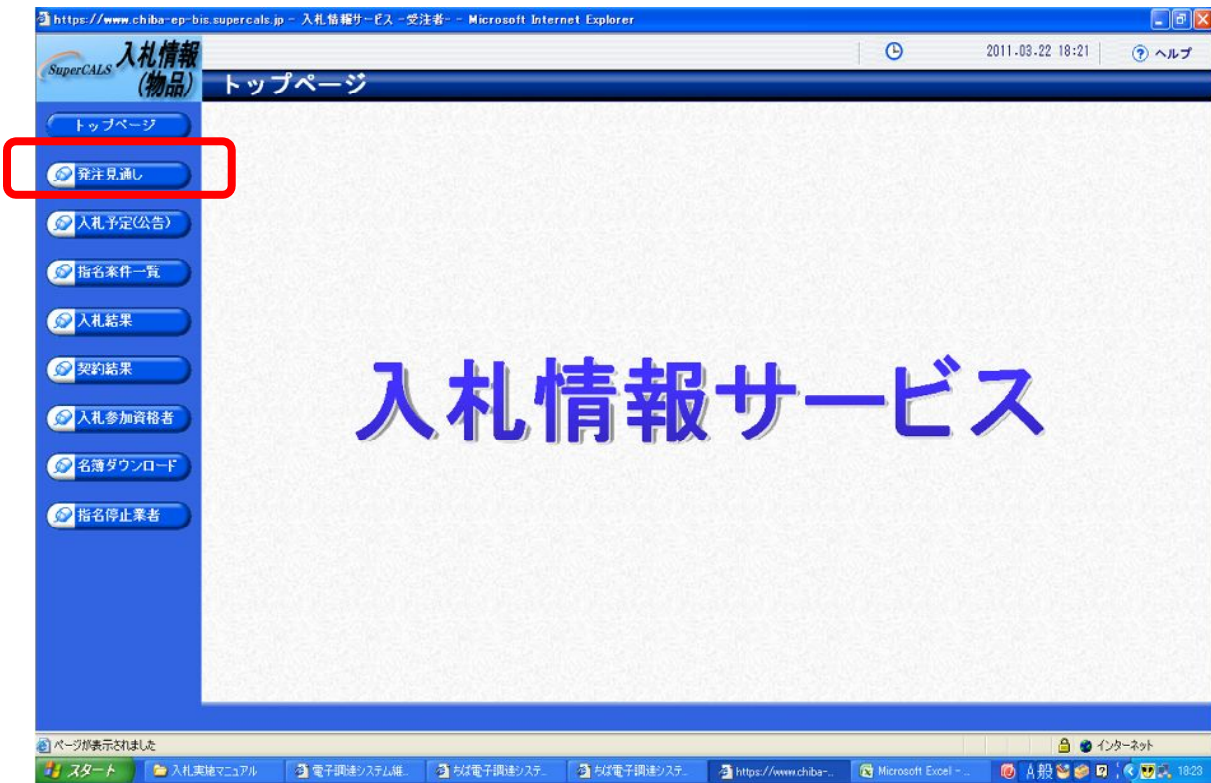 https://www.chiba-ep-bis.supercals.jp - 入札情報サービス -受注者- - Microsoft Internet Explorer
SuperCALS 入札情報
(物品)
2011.03.22 18:21
ヘルプ
トップページ
トップページ
発注見通し
入札予定(公告)
指名案件一覧
入札結果
契約結果
入札参加資格者
名簿ダウンロード
指名停止業者
入札情報サービス
ページが表示されました
インターネット
スタート
入札実施マニュアル
電子調達システム維...
ちば電子調達システ...
ちば電子調達システ...
https://www.chiba-...
Microsoft Excel - ...
A 般
18:23